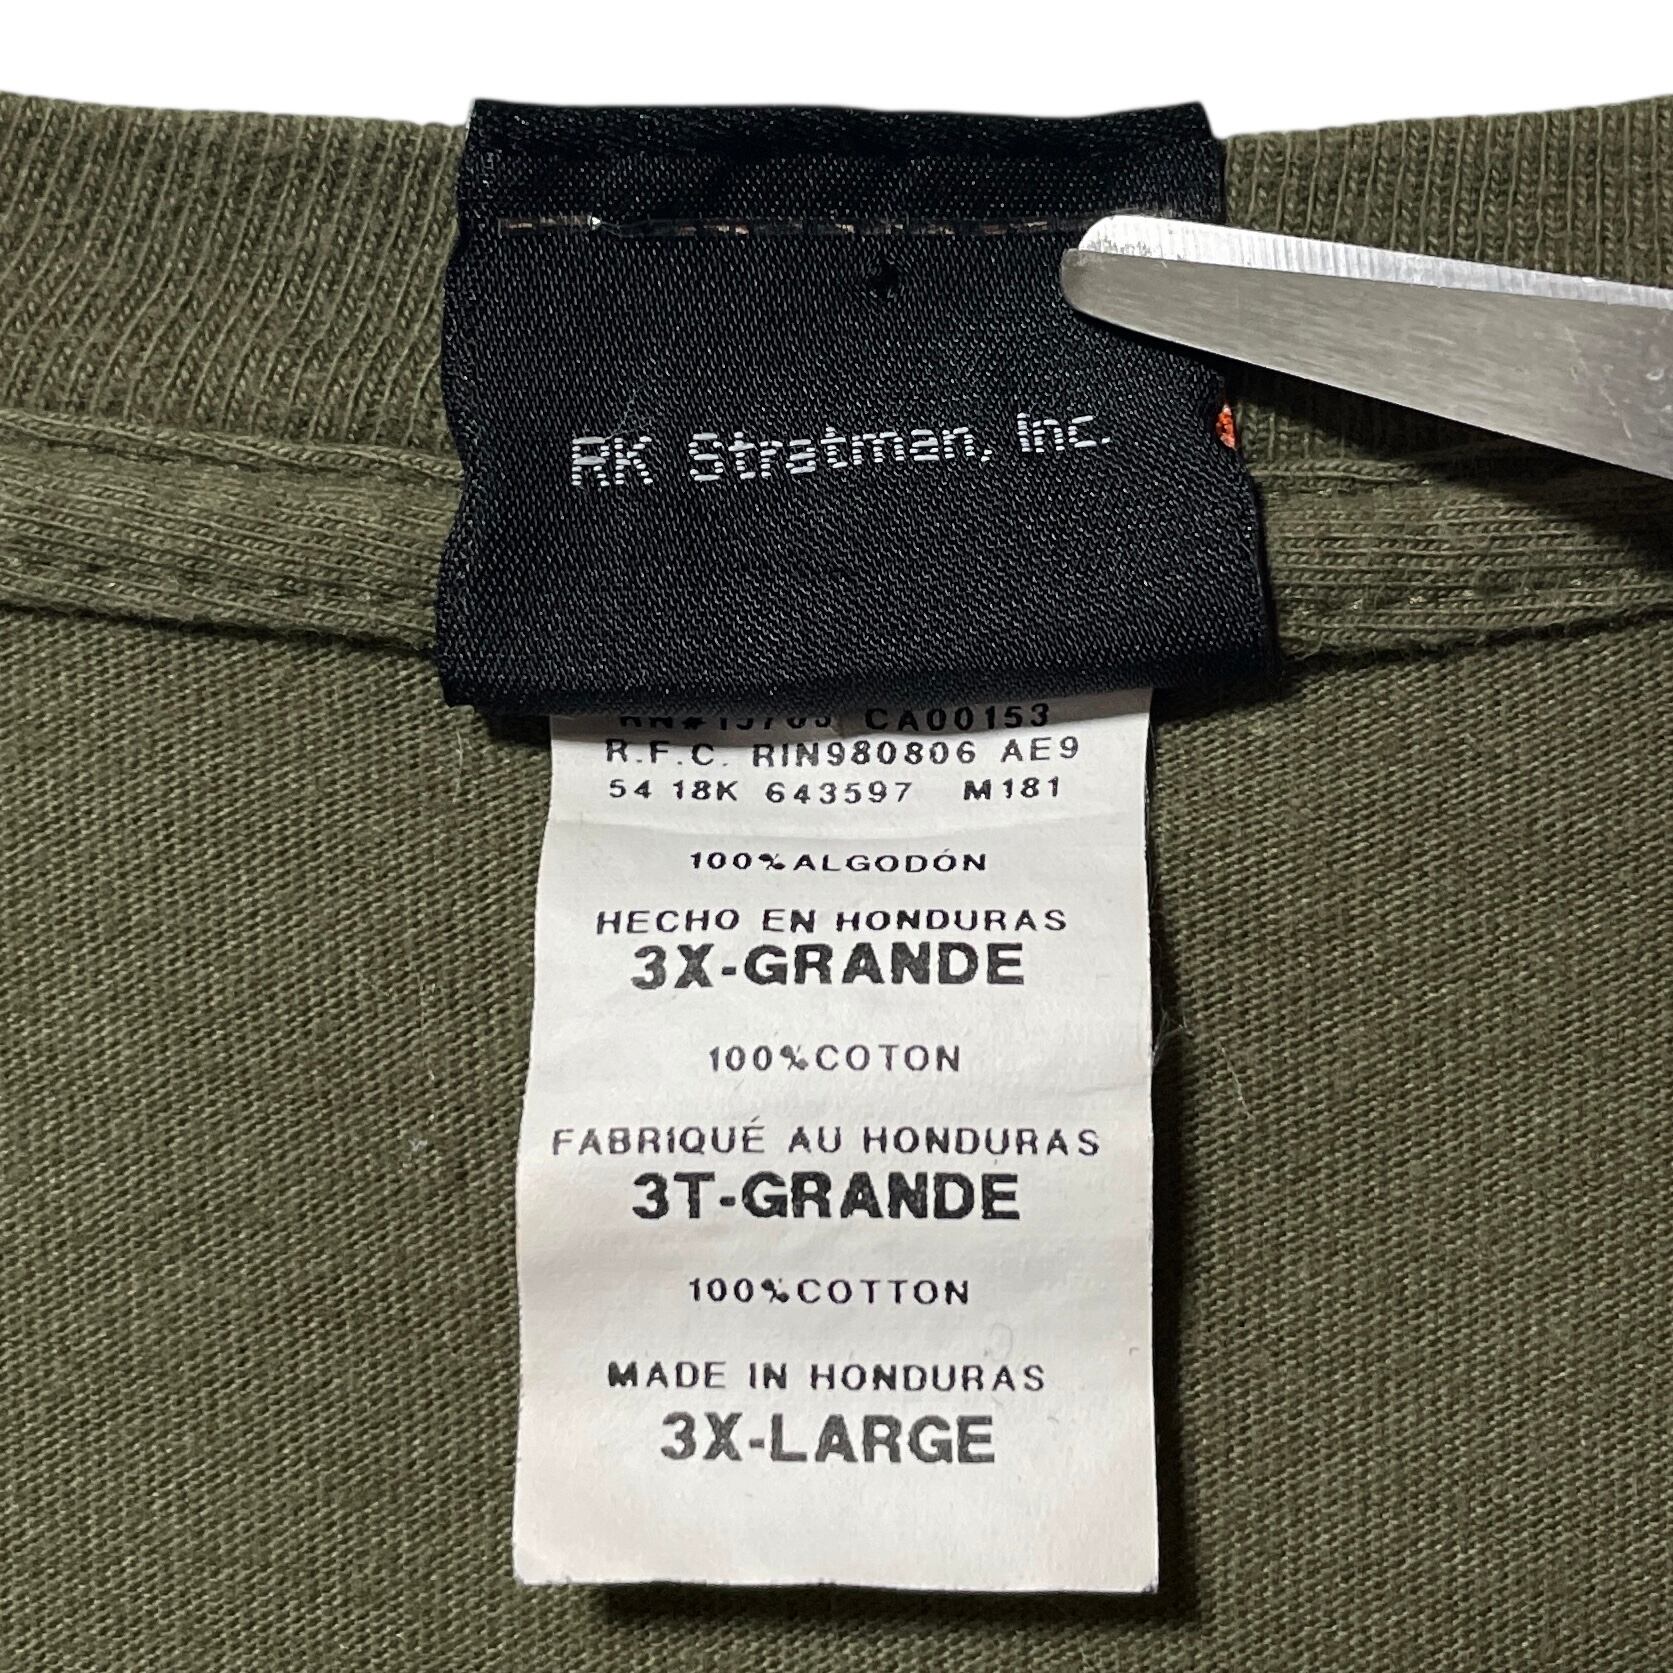 RK Stratman, Inc.
CA00153
R.F.C. RIN980806 AE9
54 18K 643597 M181
100%ALGODÓN
HECHO EN HONDURAS
3X-GRANDE
100%COTON
FABRIQUÉ AU HONDURAS
3T-GRANDE
100%COTTON
MADE IN HONDURAS
3X-LARGE